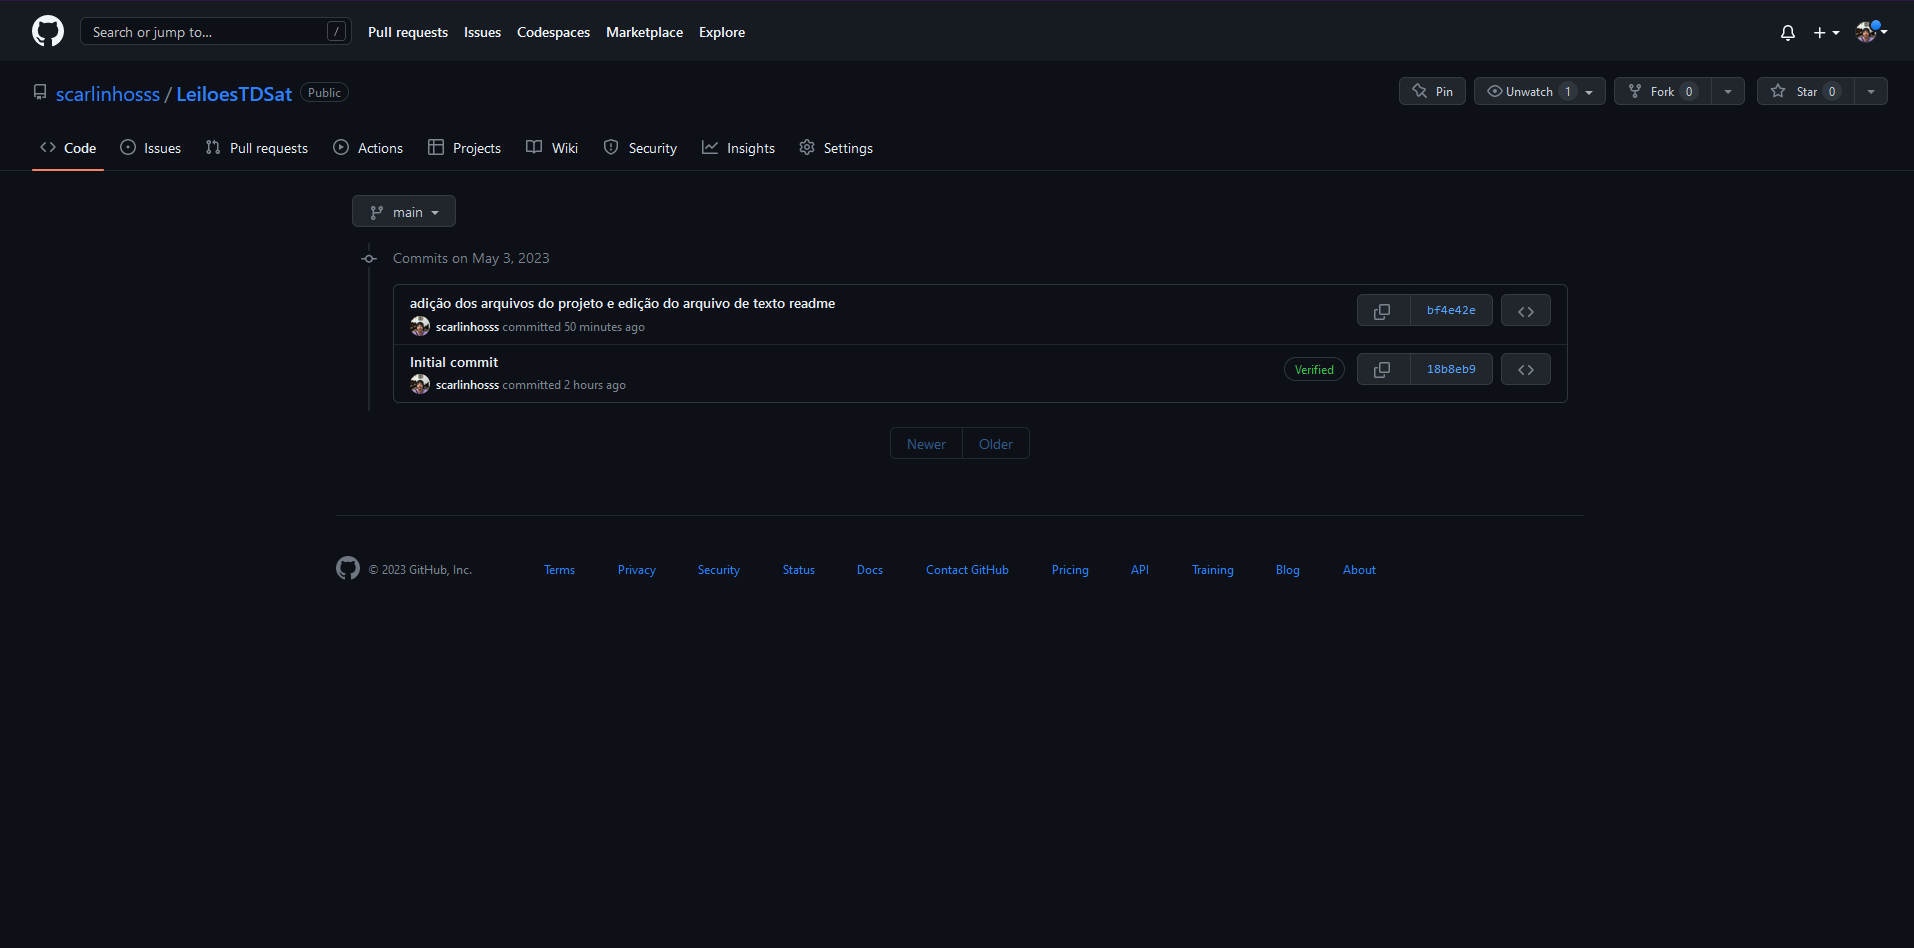 Search or jump to... / Pull requests Issues Codespaces Marketplace Explore
scarlinhosss / LeiloesTDSat Public Pin Unwatch 1 Fork 0 Star 0
Code Issues Pull requests Actions Projects Wiki Security Insights Settings
main
Commits on May 3, 2023
adição dos arquivos do projeto e edição do arquivo de texto readme
scarlinhosss committed 50 minutes ago bf4e42e
Initial commit
scarlinhosss committed 2 hours ago Verified 18b8eb9
Newer Older
© 2023 GitHub, Inc. Terms Privacy Security Status Docs Contact GitHub Pricing API Training Blog About